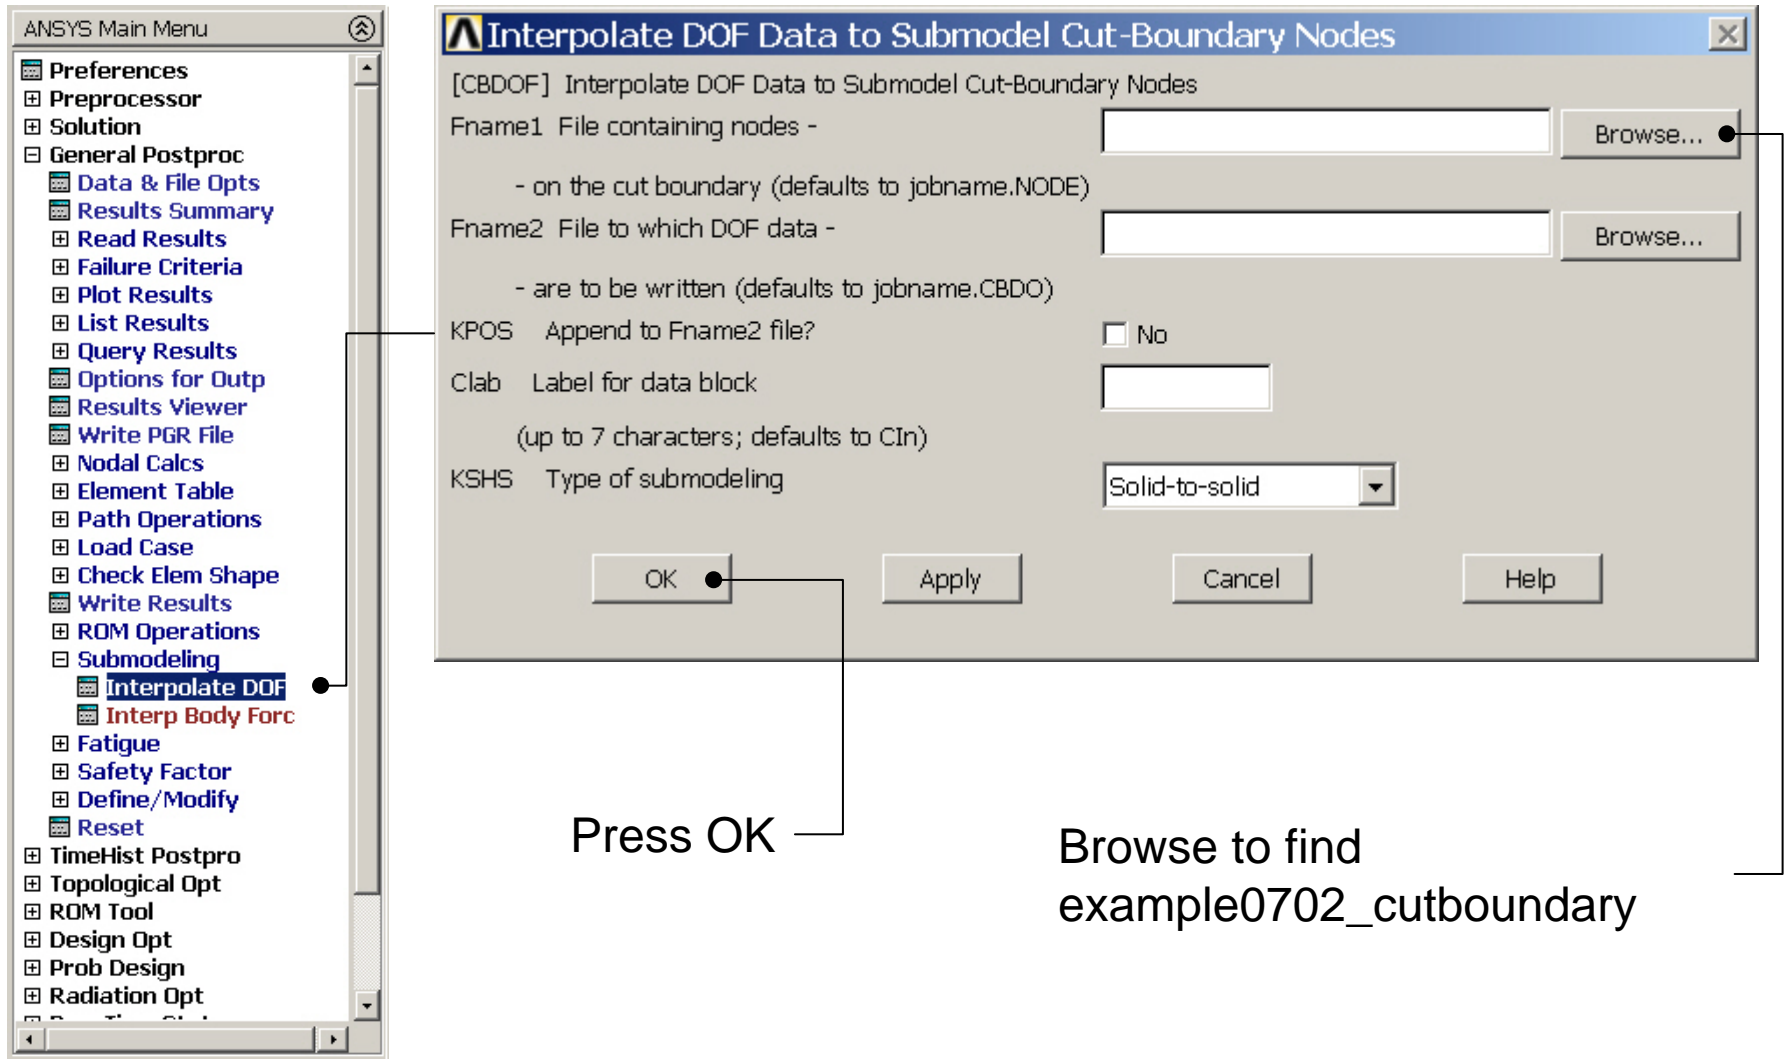 ANSYS Main Menu
Preferences
Preprocessor
Solution
General Postproc
Data & File Opts
Results Summary
Read Results
Failure Criteria
Plot Results
List Results
Query Results
Options for Outp
Results Viewer
Write PGR File
Nodal Calcs
Element Table
Path Operations
Load Case
Check Elem Shape
Write Results
ROM Operations
Submodeling
Interpolate DOF
Interp Body Forc
Fatigue
Safety Factor
Define/Modify
Reset
TimeHist Postpro
Topological Opt
ROM Tool
Design Opt
Prob Design
Radiation Opt
Interpolate DOF Data to Submodel Cut-Boundary Nodes
[CBDOF] Interpolate DOF Data to Submodel Cut-Boundary Nodes
Fname1 File containing nodes -
Browse...
- on the cut boundary (defaults to jobname.NODE)
Fname2 File to which DOF data -
Browse...
- are to be written (defaults to jobname.CBDO)
KPOS Append to Fname2 file?
No
Clab Label for data block
(up to 7 characters; defaults to CIn)
KSHS Type of submodeling
Solid-to-solid
OK
Apply
Cancel
Help
Press OK
Browse to find
example0702_cutboundary